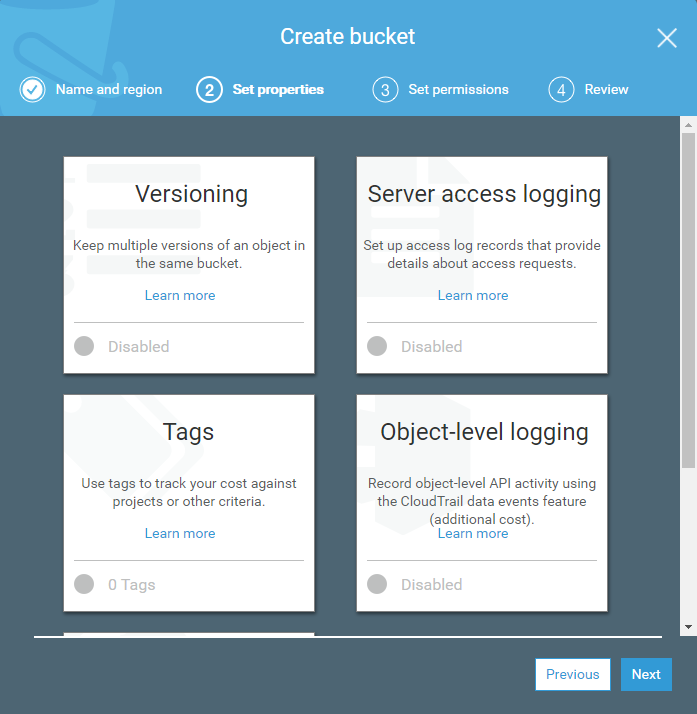 Create bucket
Name and region
2 Set properties
3 Set permissions
4 Review
Versioning
Keep multiple versions of an object in
the same bucket.
Learn more
Disabled
Server access logging
Set up access log records that provide
details about access requests.
Learn more
Disabled
Tags
Use tags to track your cost against
projects or other criteria.
Learn more
0 Tags
Object-level logging
Record object-level API activity using
the CloudTrail data events feature
(additional cost).
Learn more
Disabled
Previous
Next